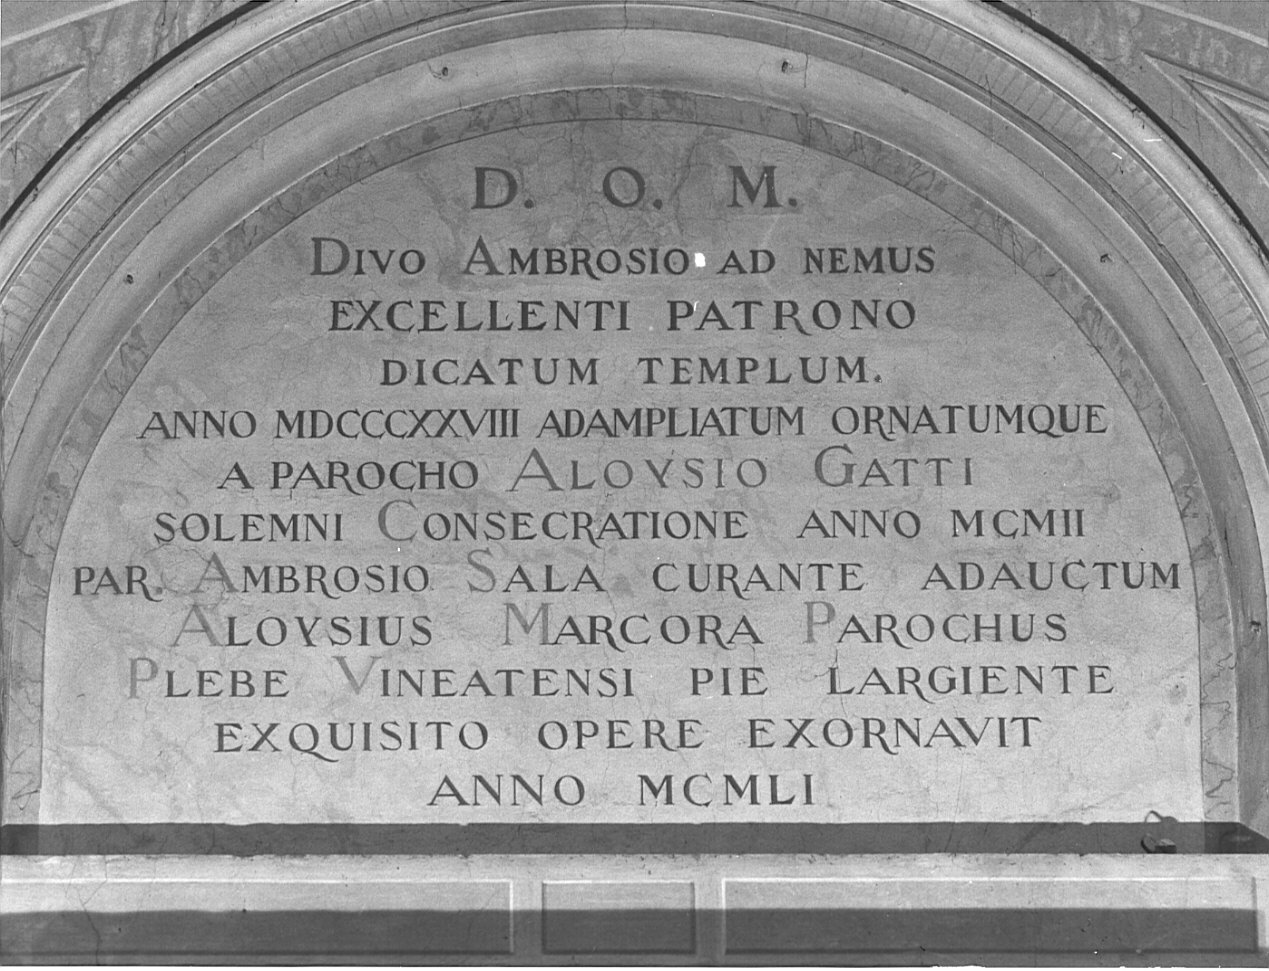 D. O. M.
DIVO AMBROSIO AD NEMUS
EXCELLENTI PATRONO
DICATUM TEMPLUM.
ANNO MDCCCXXVIII ADAMPLIATUM ORNATUMQUE
A PAROCHO ALOYSIO GATTI
SOLEMNI CONSECRATIONE ANNO MCMII
PAR. AMBROSIO SALA CURANTE ADAUCTUM
ALOYSIUS MARCORA PAROCHUS
PLEBE VINEATENSI PIE LARGIENTE
EXQUISITO OPERE EXORNAVIT
ANNO MCMLI